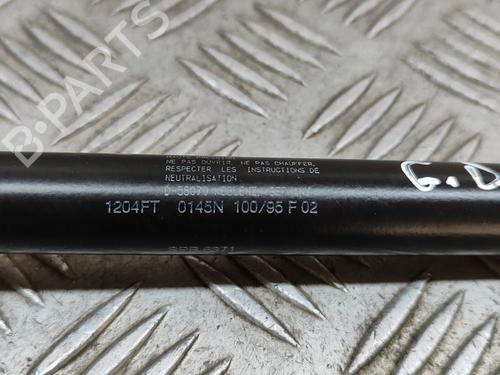 B-PARTS
NE PAS OUVRIR, NE PAS CHAUFFER.
RESPECTER LES INSTRUCTIONS DE
NEUTRALISATION
1204FT 0145N 100/95 F 02
G.D